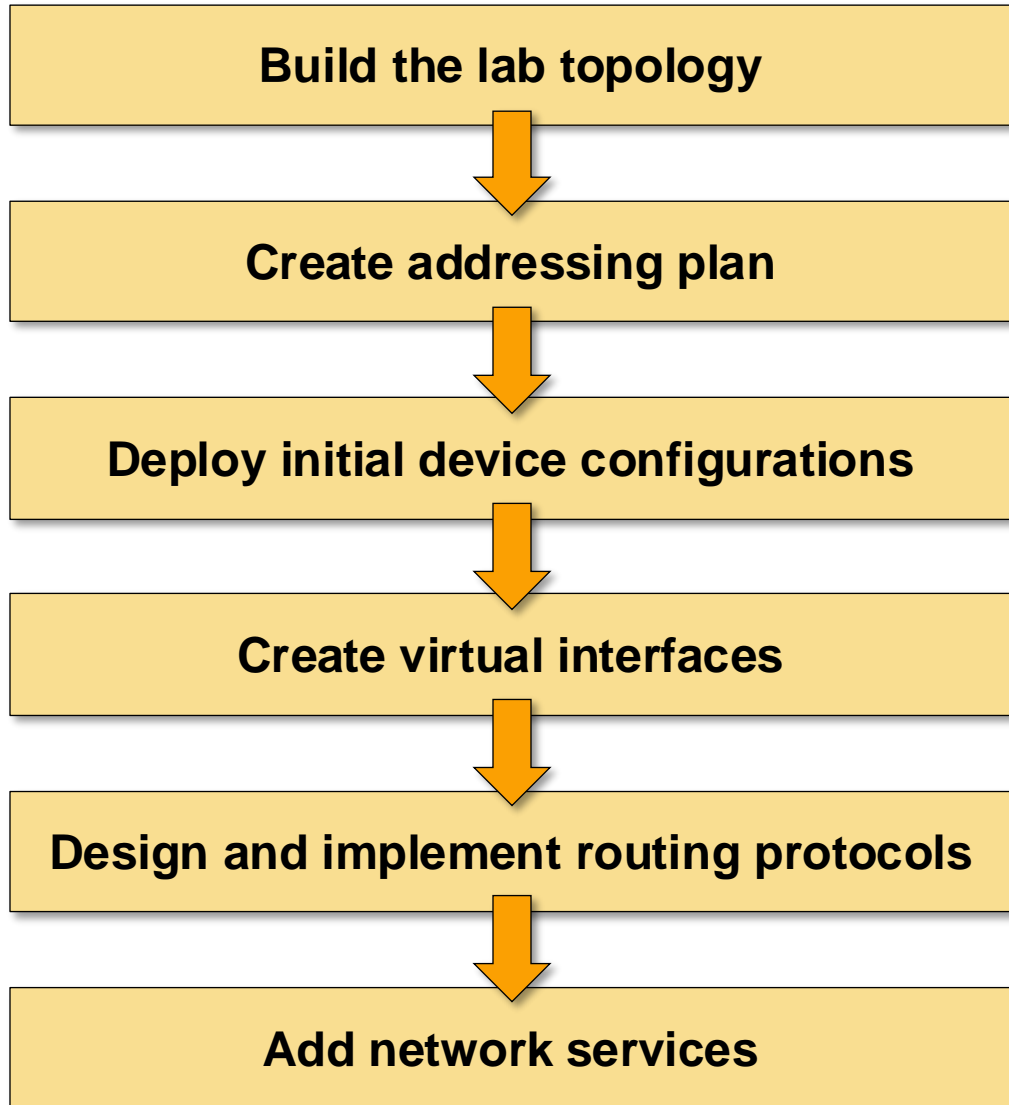 Build the lab topology
Create addressing plan
Deploy initial device configurations
Create virtual interfaces
Design and implement routing protocols
Add network services